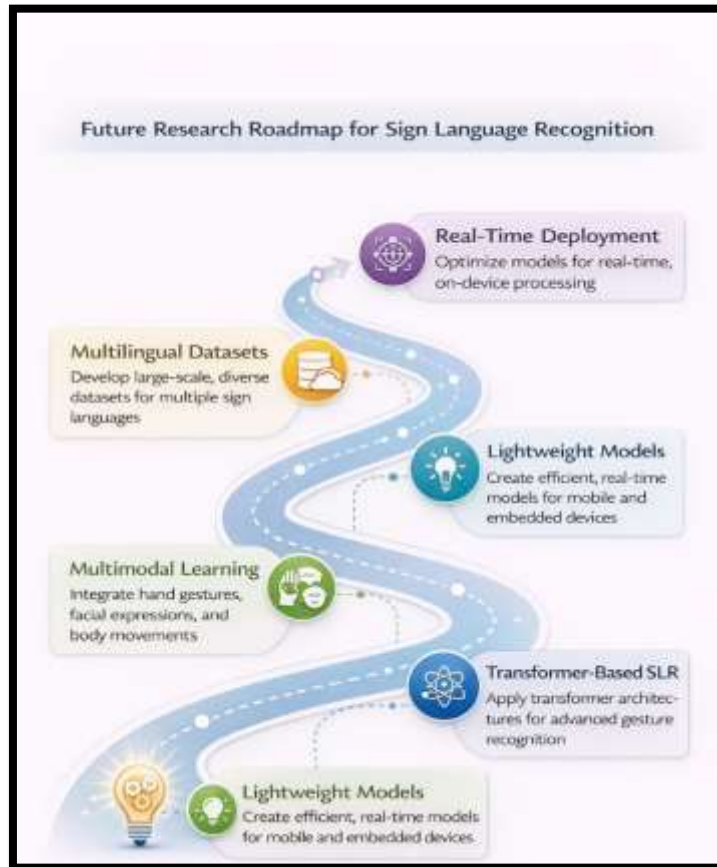 Future Research Roadmap for Sign Language Recognition
Real-Time Deployment
Optimize models for real-time,
on-device processing
Multilingual Datasets
Develop large-scale, diverse
datasets for multiple sign
languages
Lightweight Models
Create efficient, real-time
models for mobile and
embedded devices
Multimodal Learning
Integrate hand gestures,
facial expressions, and
body movements
Transformer-Based SLR
Apply transformer architec-
tures for advanced gesture
recognition
Lightweight Models
Create efficient, real-time models
for mobile and embedded devices